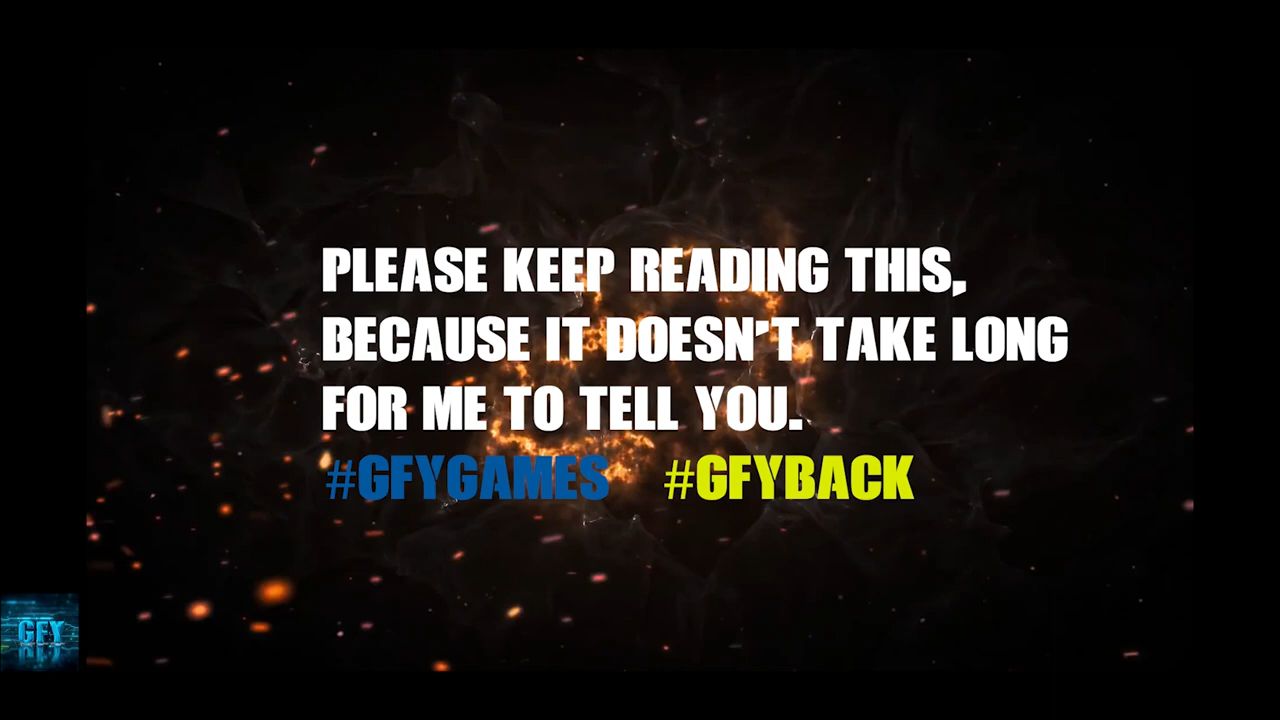 PLEASE KEEP READING THIS,
BECAUSE IT DOESN'T TAKE LONG
FOR ME TO TELL YOU.
#GFYGAMES #GFYBACK
GFY